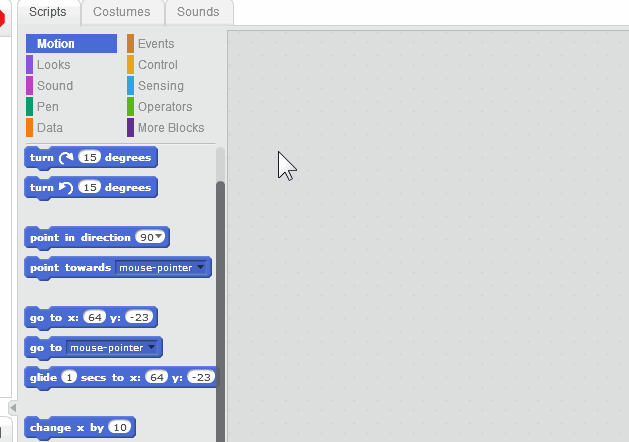 Scripts Costumes Sounds
Motion Events
Looks Control
Sound Sensing
Pen Operators
Data More Blocks
turn 15 degrees
turn 15 degrees
point in direction 90
point towards mouse-pointer
go to x: 64 y: -23
go to mouse-pointer
glide 1 secs to x: 64 y: -23
change x by 10